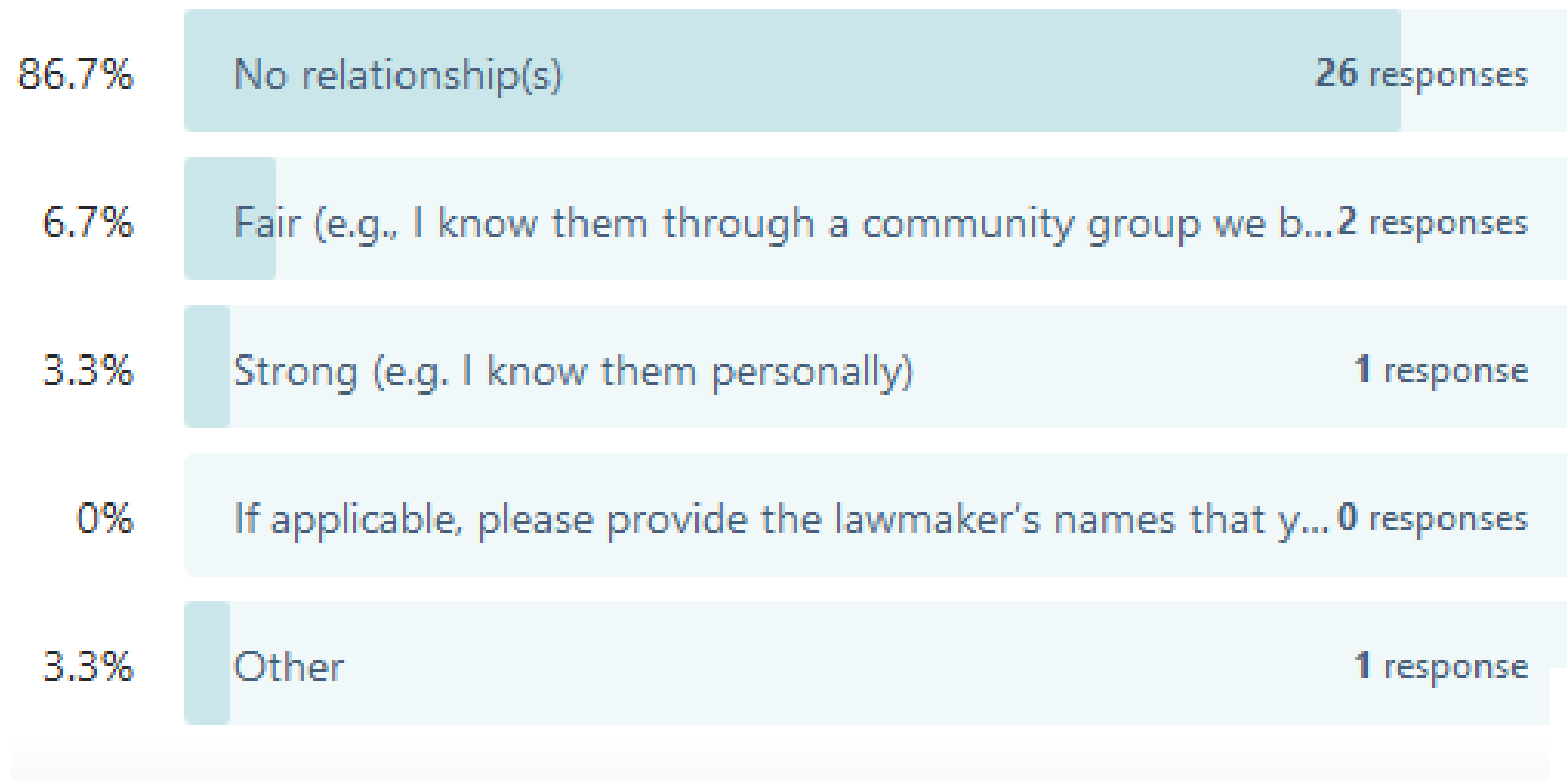 86.7% No relationship(s) 26 responses
6.7% Fair (e.g., I know them through a community group we b... 2 responses
3.3% Strong (e.g. I know them personally) 1 response
0% If applicable, please provide the lawmaker's names that y... 0 responses
3.3% Other 1 response